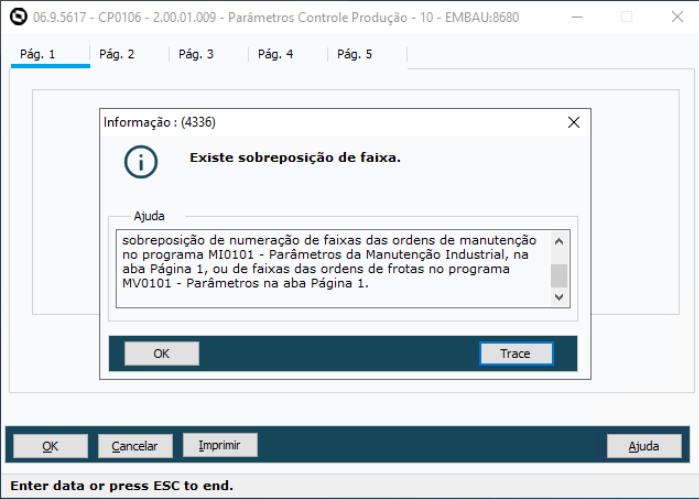 06.9.5617 - CP0106 - 2.00.01.009 - Parâmetros Controle Produção - 10 - EMBAU:8680
Pág. 1 Pág. 2 Pág. 3 Pág. 4 Pág. 5
Informação : (4336)
Existe sobreposição de faixa.
Ajuda
sobreposição de numeração de faixas das ordens de manutenção
no programa MI0101 - Parâmetros da Manutenção Industrial, na
aba Página 1, ou de faixas das ordens de frotas no programa
MV0101 - Parâmetros na aba Página 1.
OK Trace
OK Cancelar Imprimir Ajuda
Enter data or press ESC to end.